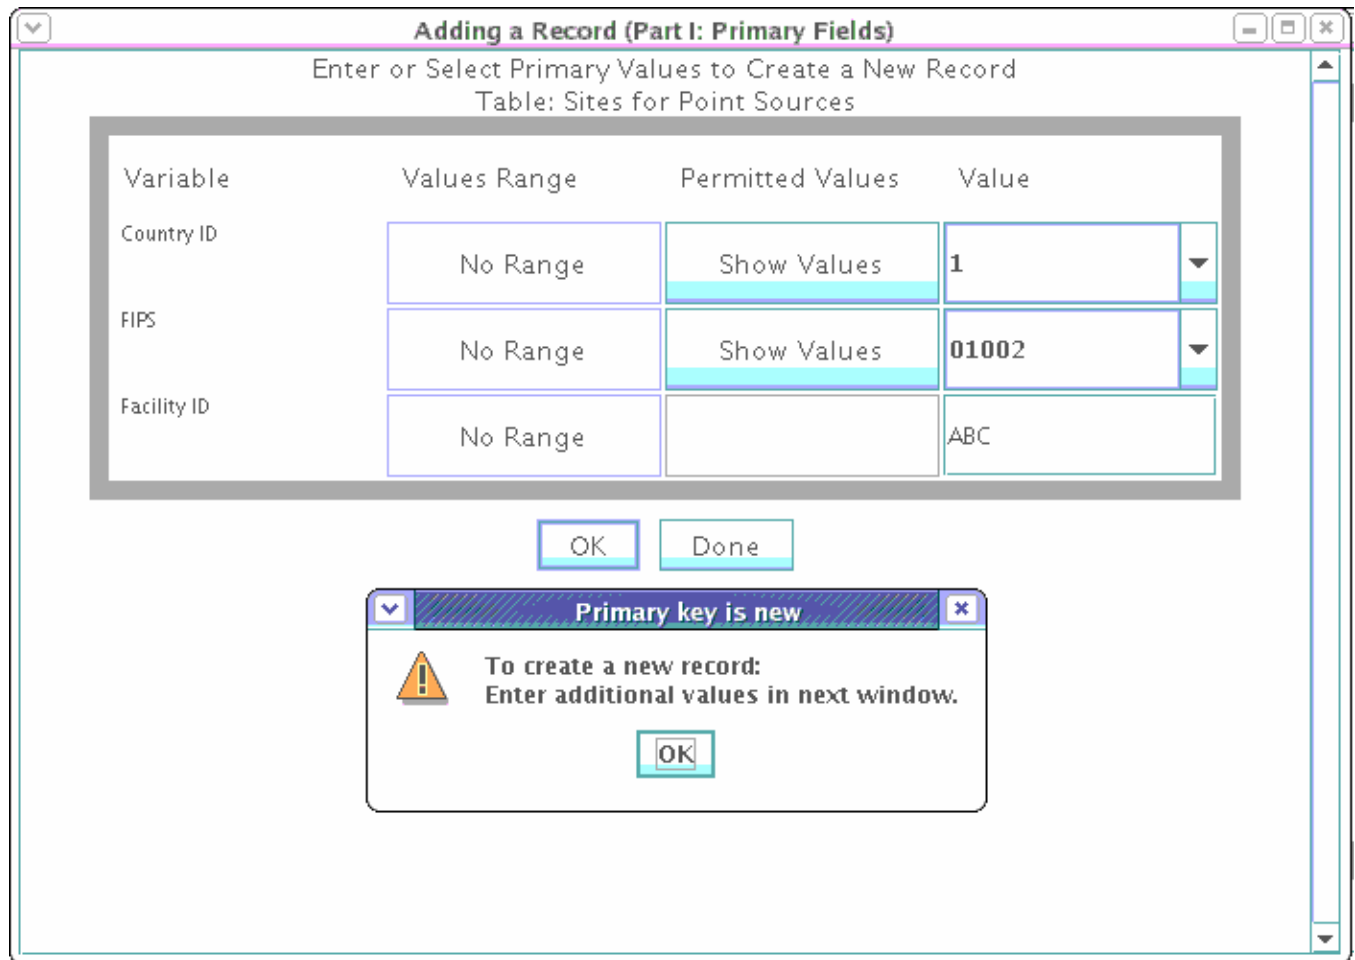 Adding a Record (Part I: Primary Fields)
Enter or Select Primary Values to Create a New Record
Table: Sites for Point Sources
Variable Values Range Permitted Values Value
Country ID No Range Show Values 1
FIPS No Range Show Values 01002
Facility ID No Range ABC
OK Done
Primary key is new
To create a new record:
Enter additional values in next window.
OK